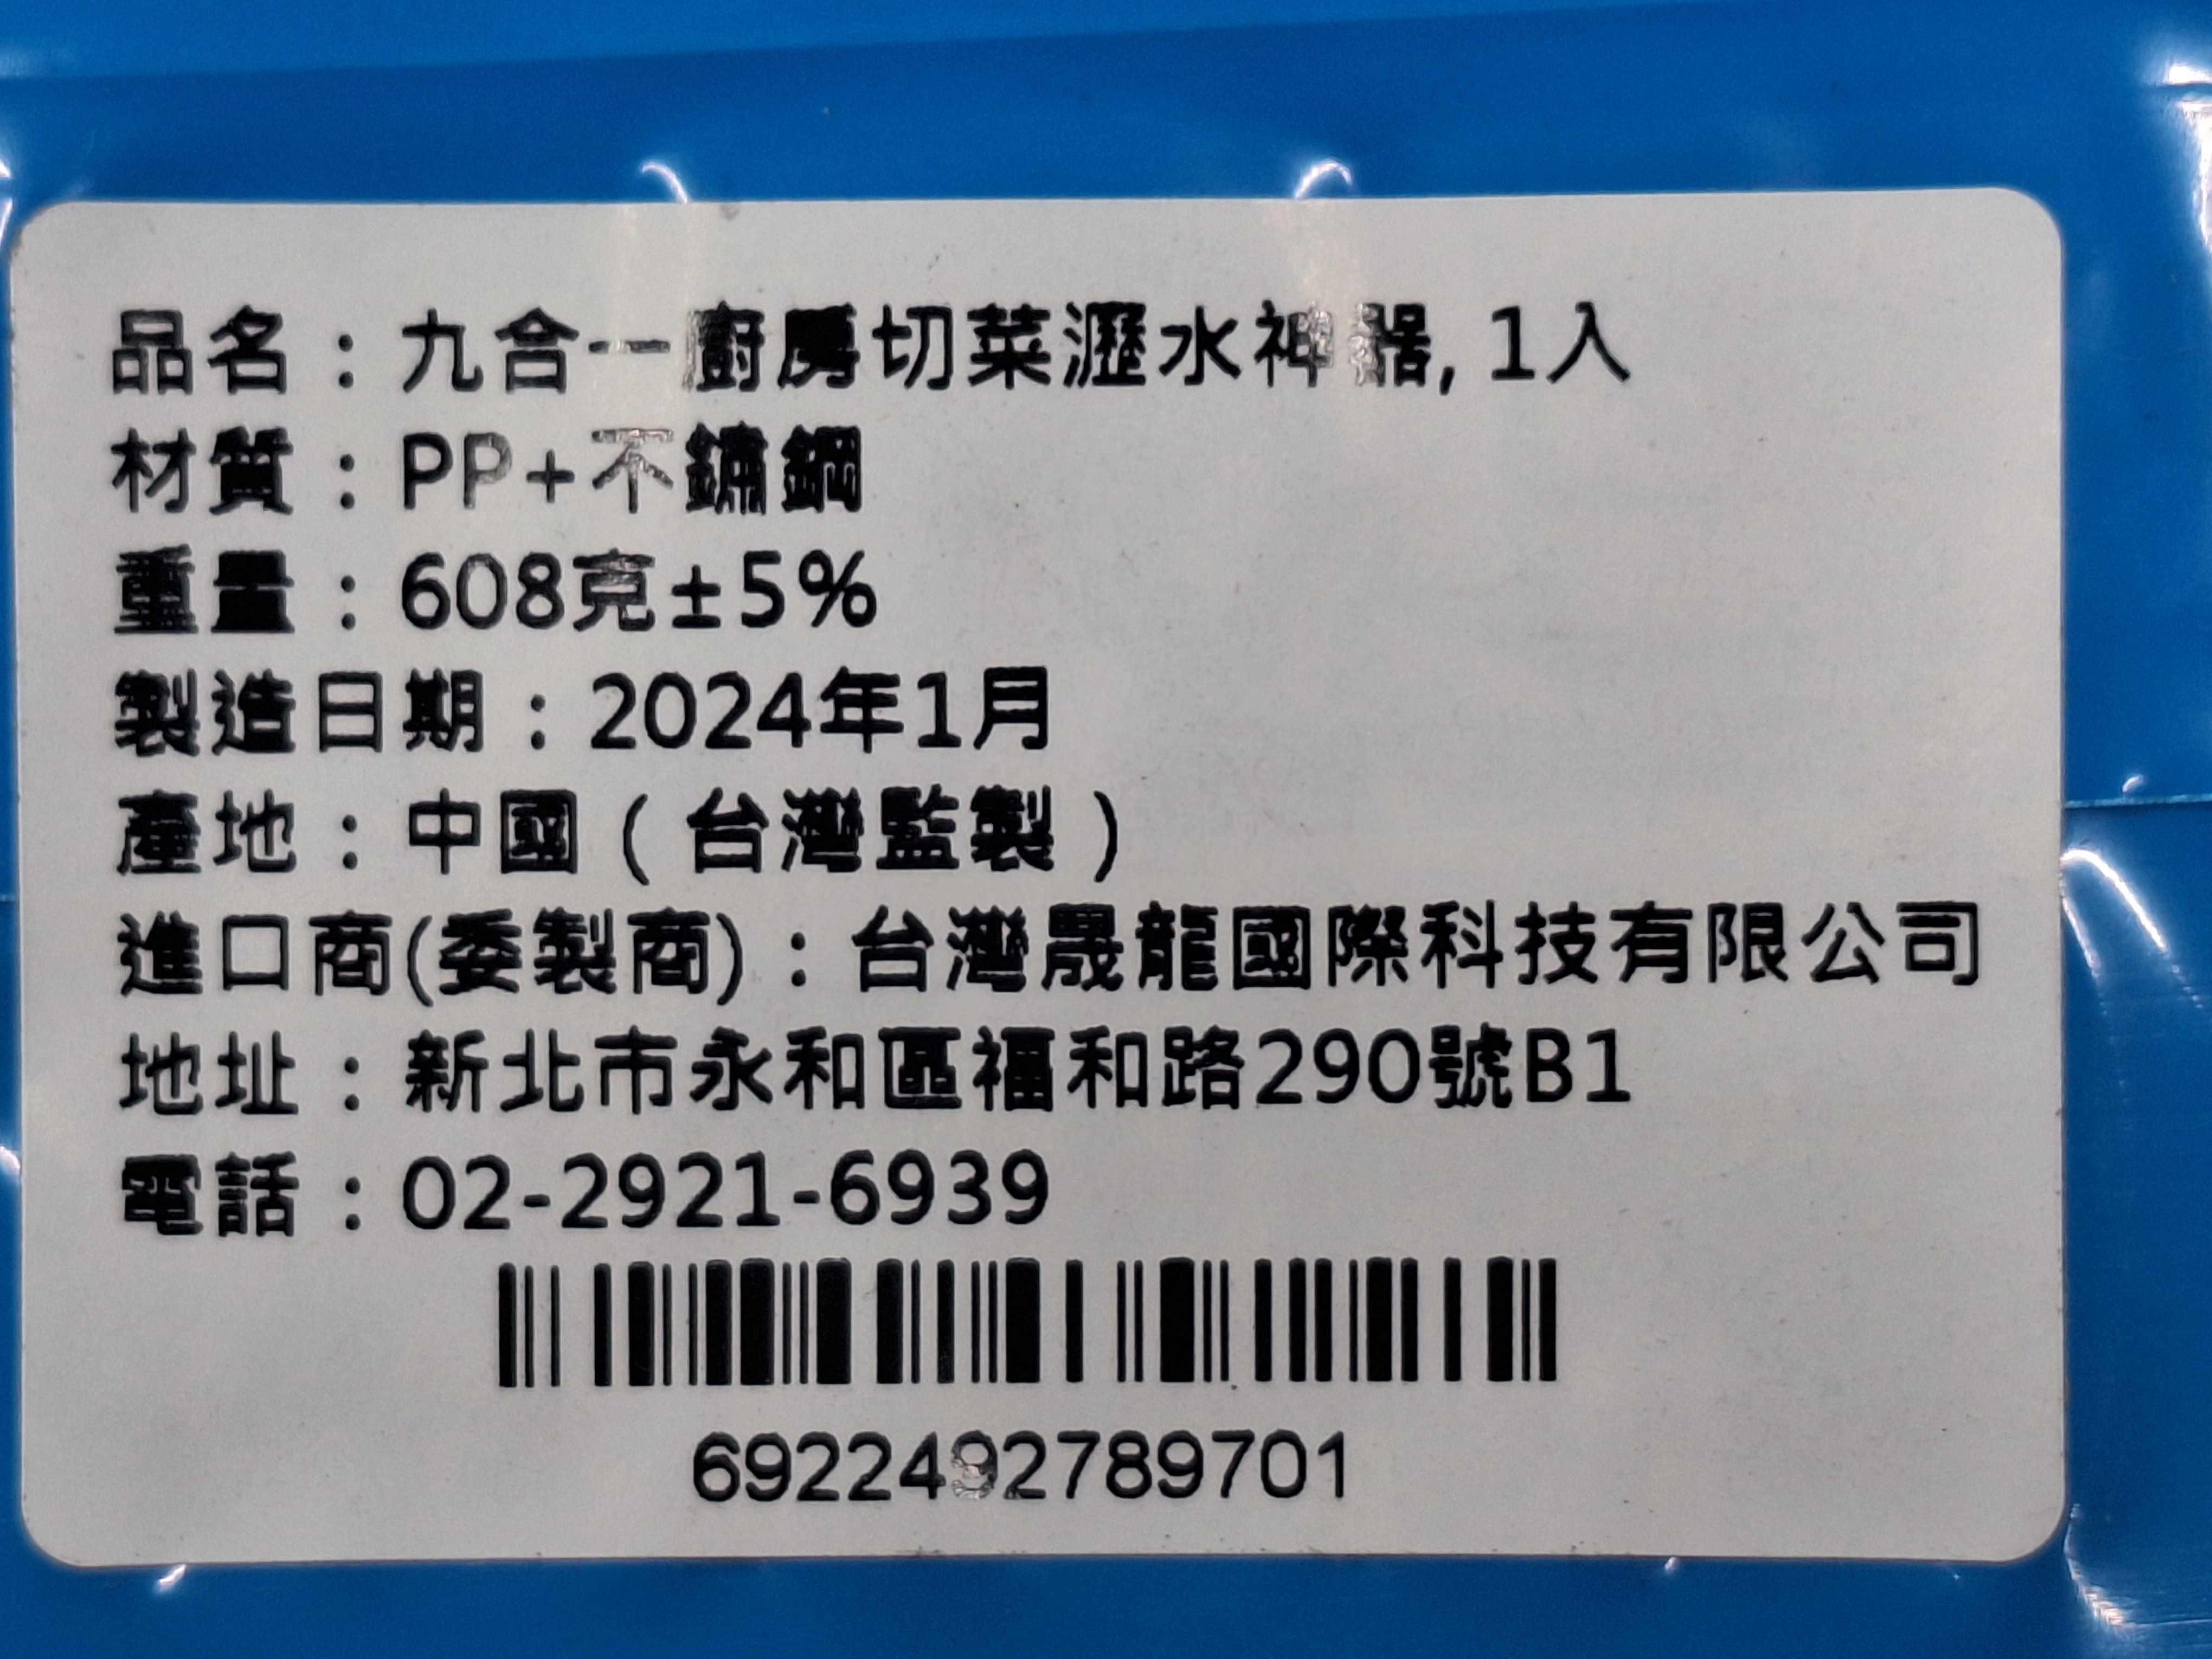 品名：九合一廚房切菜瀝水神器, 1入
材質：PP+不鏽鋼
重量：608克±5%
製造日期：2024年1月
產地：中國（台灣監製）
進口商(委製商)：台灣晟龍國際科技有限公司
地址：新北市永和區福和路290號B1
電話：02-2921-6939
6922492789701